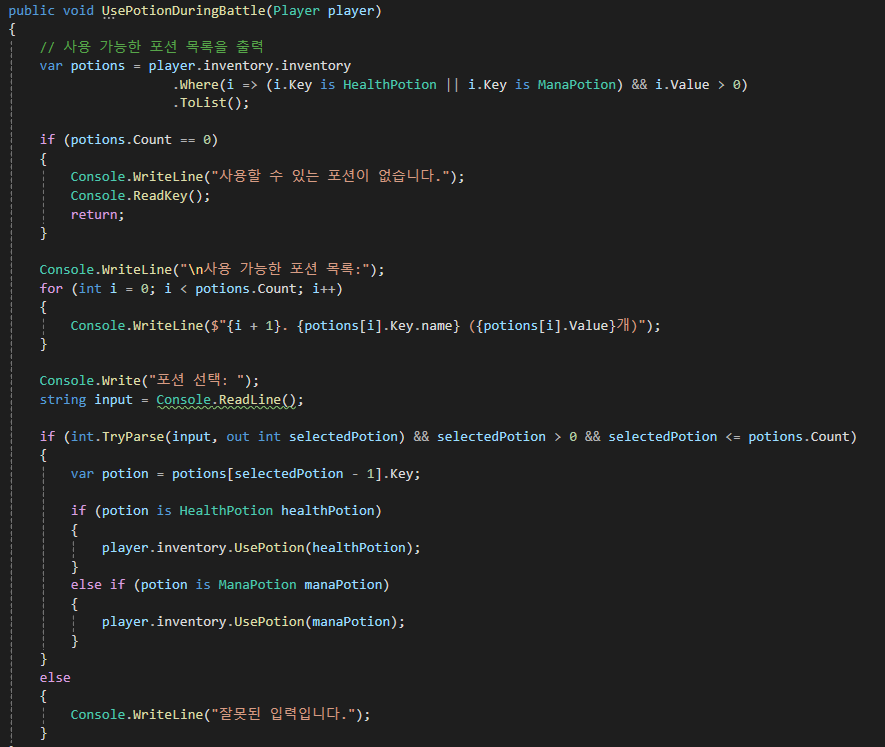 public void UsePotionDuringBattle(Player player)
{
// 사용 가능한 포션 목록을 출력
var potions = player.inventory.inventory
.Where(i => (i.Key is HealthPotion || i.Key is ManaPotion) && i.Value > 0)
.ToList();
if (potions.Count == 0)
{
Console.WriteLine("사용할 수 있는 포션이 없습니다.");
Console.ReadKey();
return;
}
Console.WriteLine("\n사용 가능한 포션 목록:");
for (int i = 0; i < potions.Count; i++)
{
Console.WriteLine($"{i + 1}. {potions[i].Key.name} ({potions[i].Value}개)");
}
Console.Write("포션 선택: ");
string input = Console.ReadLine();
if (int.TryParse(input, out int selectedPotion) && selectedPotion > 0 && selectedPotion <= potions.Count)
{
var potion = potions[selectedPotion - 1].Key;
if (potion is HealthPotion healthPotion)
{
player.inventory.UsePotion(healthPotion);
}
else if (potion is ManaPotion manaPotion)
{
player.inventory.UsePotion(manaPotion);
}
}
else
{
Console.WriteLine("잘못된 입력입니다.");
}